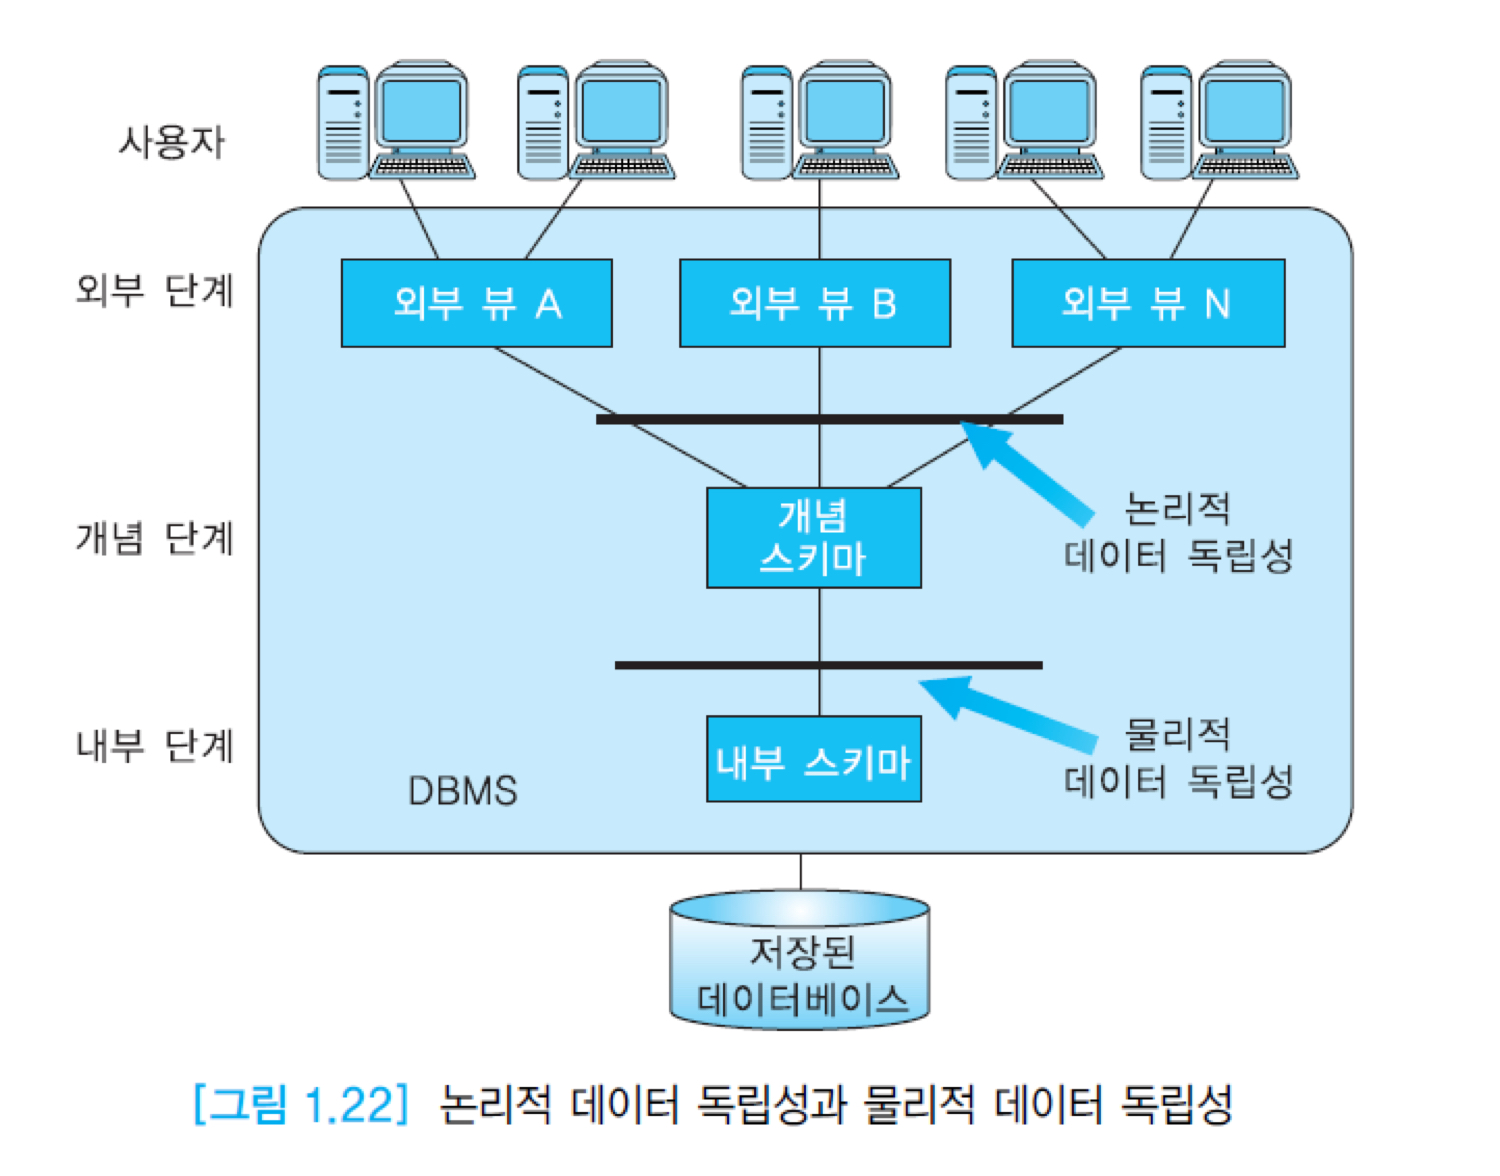 사용자
외부 단계
외부 뷰 A
외부 뷰 B
외부 뷰 N
개념 단계
개념
스키마
논리적
데이터 독립성
내부 단계
내부 스키마
물리적
데이터 독립성
DBMS
저장된
데이터베이스
[그림 1.22] 논리적 데이터 독립성과 물리적 데이터 독립성